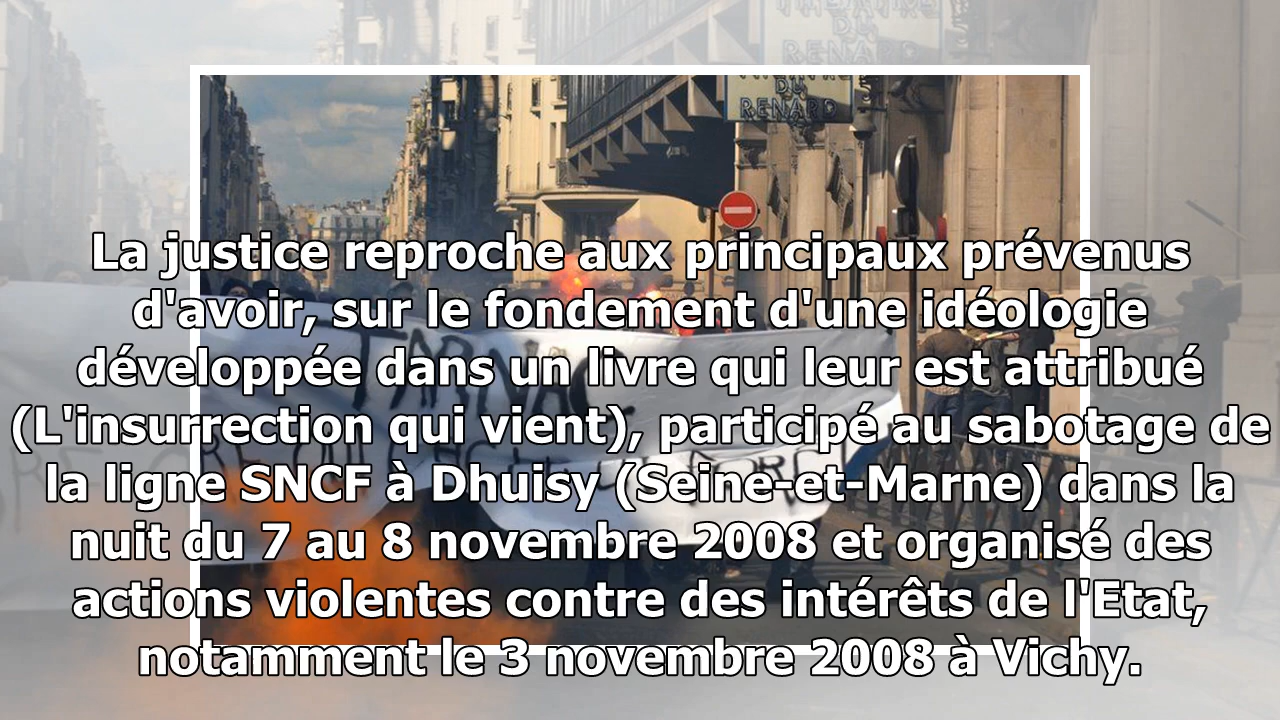 DU
RENARD
La justice reproche aux principaux prévenus
d'avoir, sur le fondement d'une idéologie
développée dans un livre qui leur est attribué
(L'insurrection qui vient), participé au sabotage de
la ligne SNCF à Dhuisy (Seine-et-Marne) dans la
nuit du 7 au 8 novembre 2008 et organisé des
actions violentes contre des intérêts de l'Etat,
notamment le 3 novembre 2008 à Vichy.
TARNAC